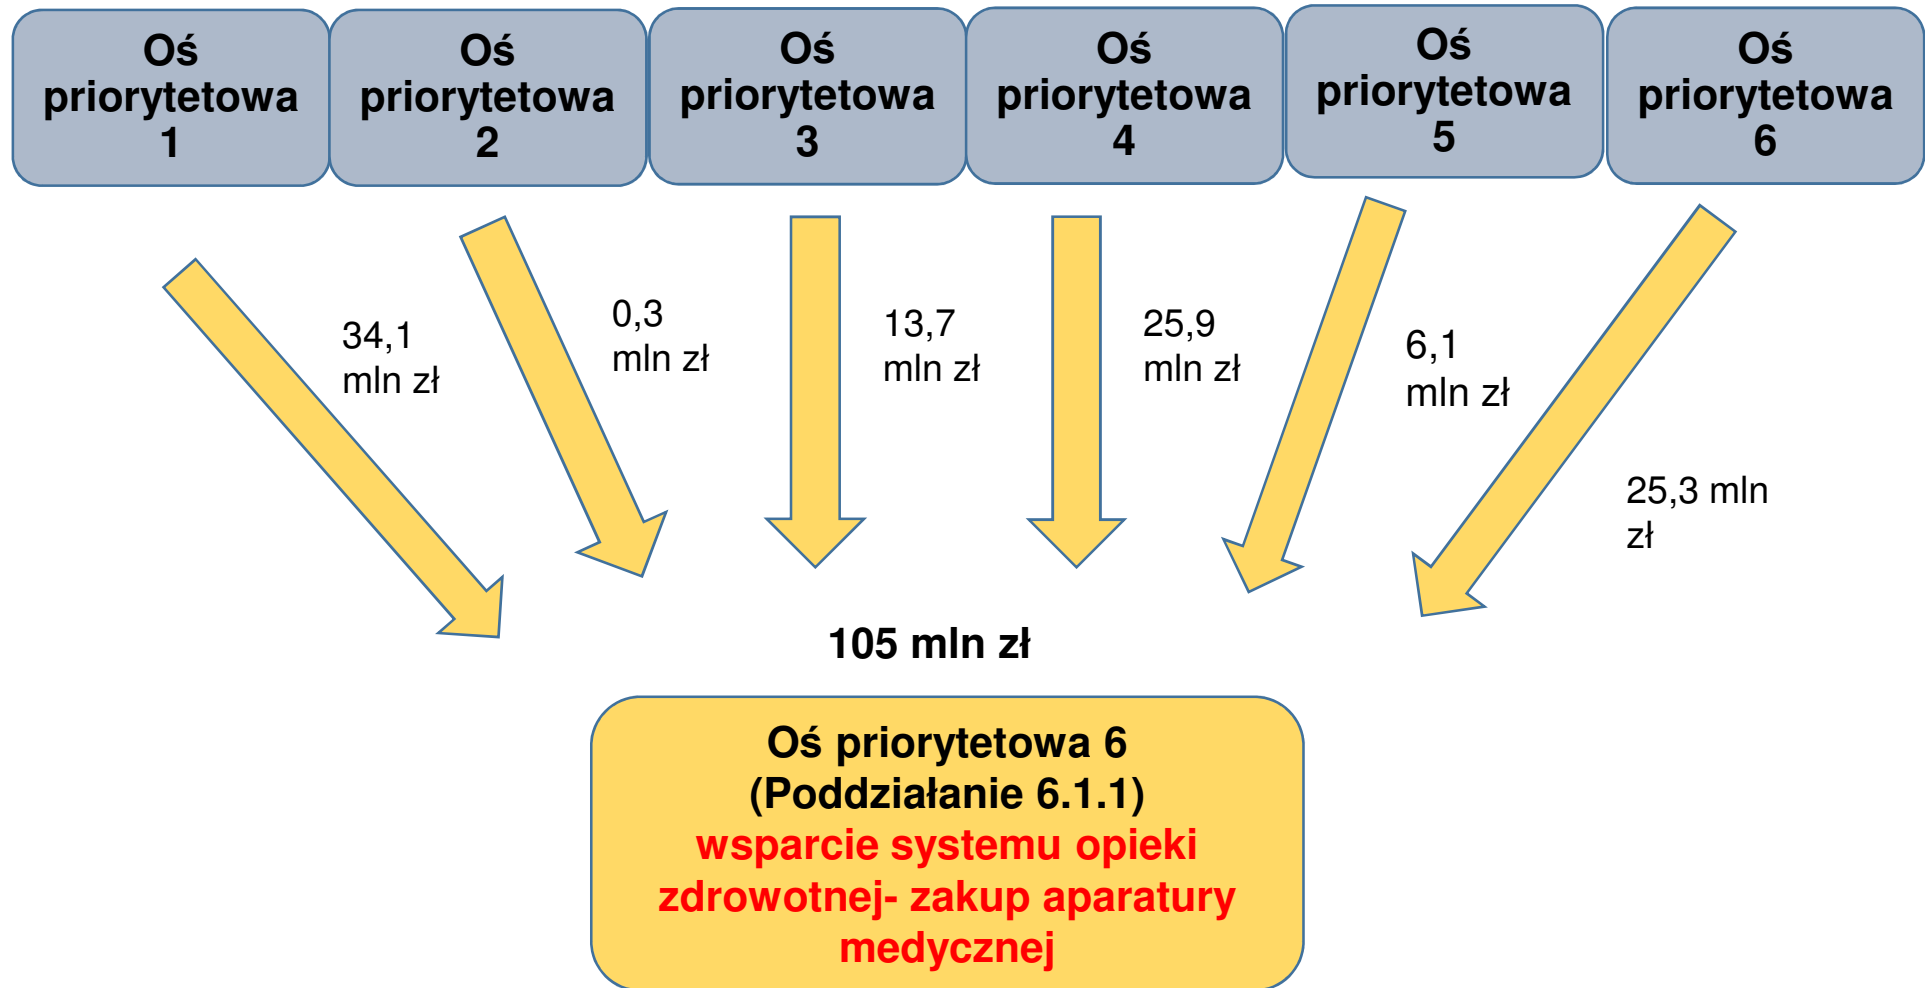 Oś
priorytetowa
1
Oś
priorytetowa
2
Oś
priorytetowa
3
Oś
priorytetowa
4
Oś
priorytetowa
5
Oś
priorytetowa
6
34,1
mln zł
0,3
mln zł
13,7
mln zł
25,9
mln zł
6,1
mln zł
25,3 mln
zł
105 mln zł
Oś priorytetowa 6
(Poddziałanie 6.1.1)
wsparcie systemu opieki
zdrowotnej- zakup aparatury
medycznej